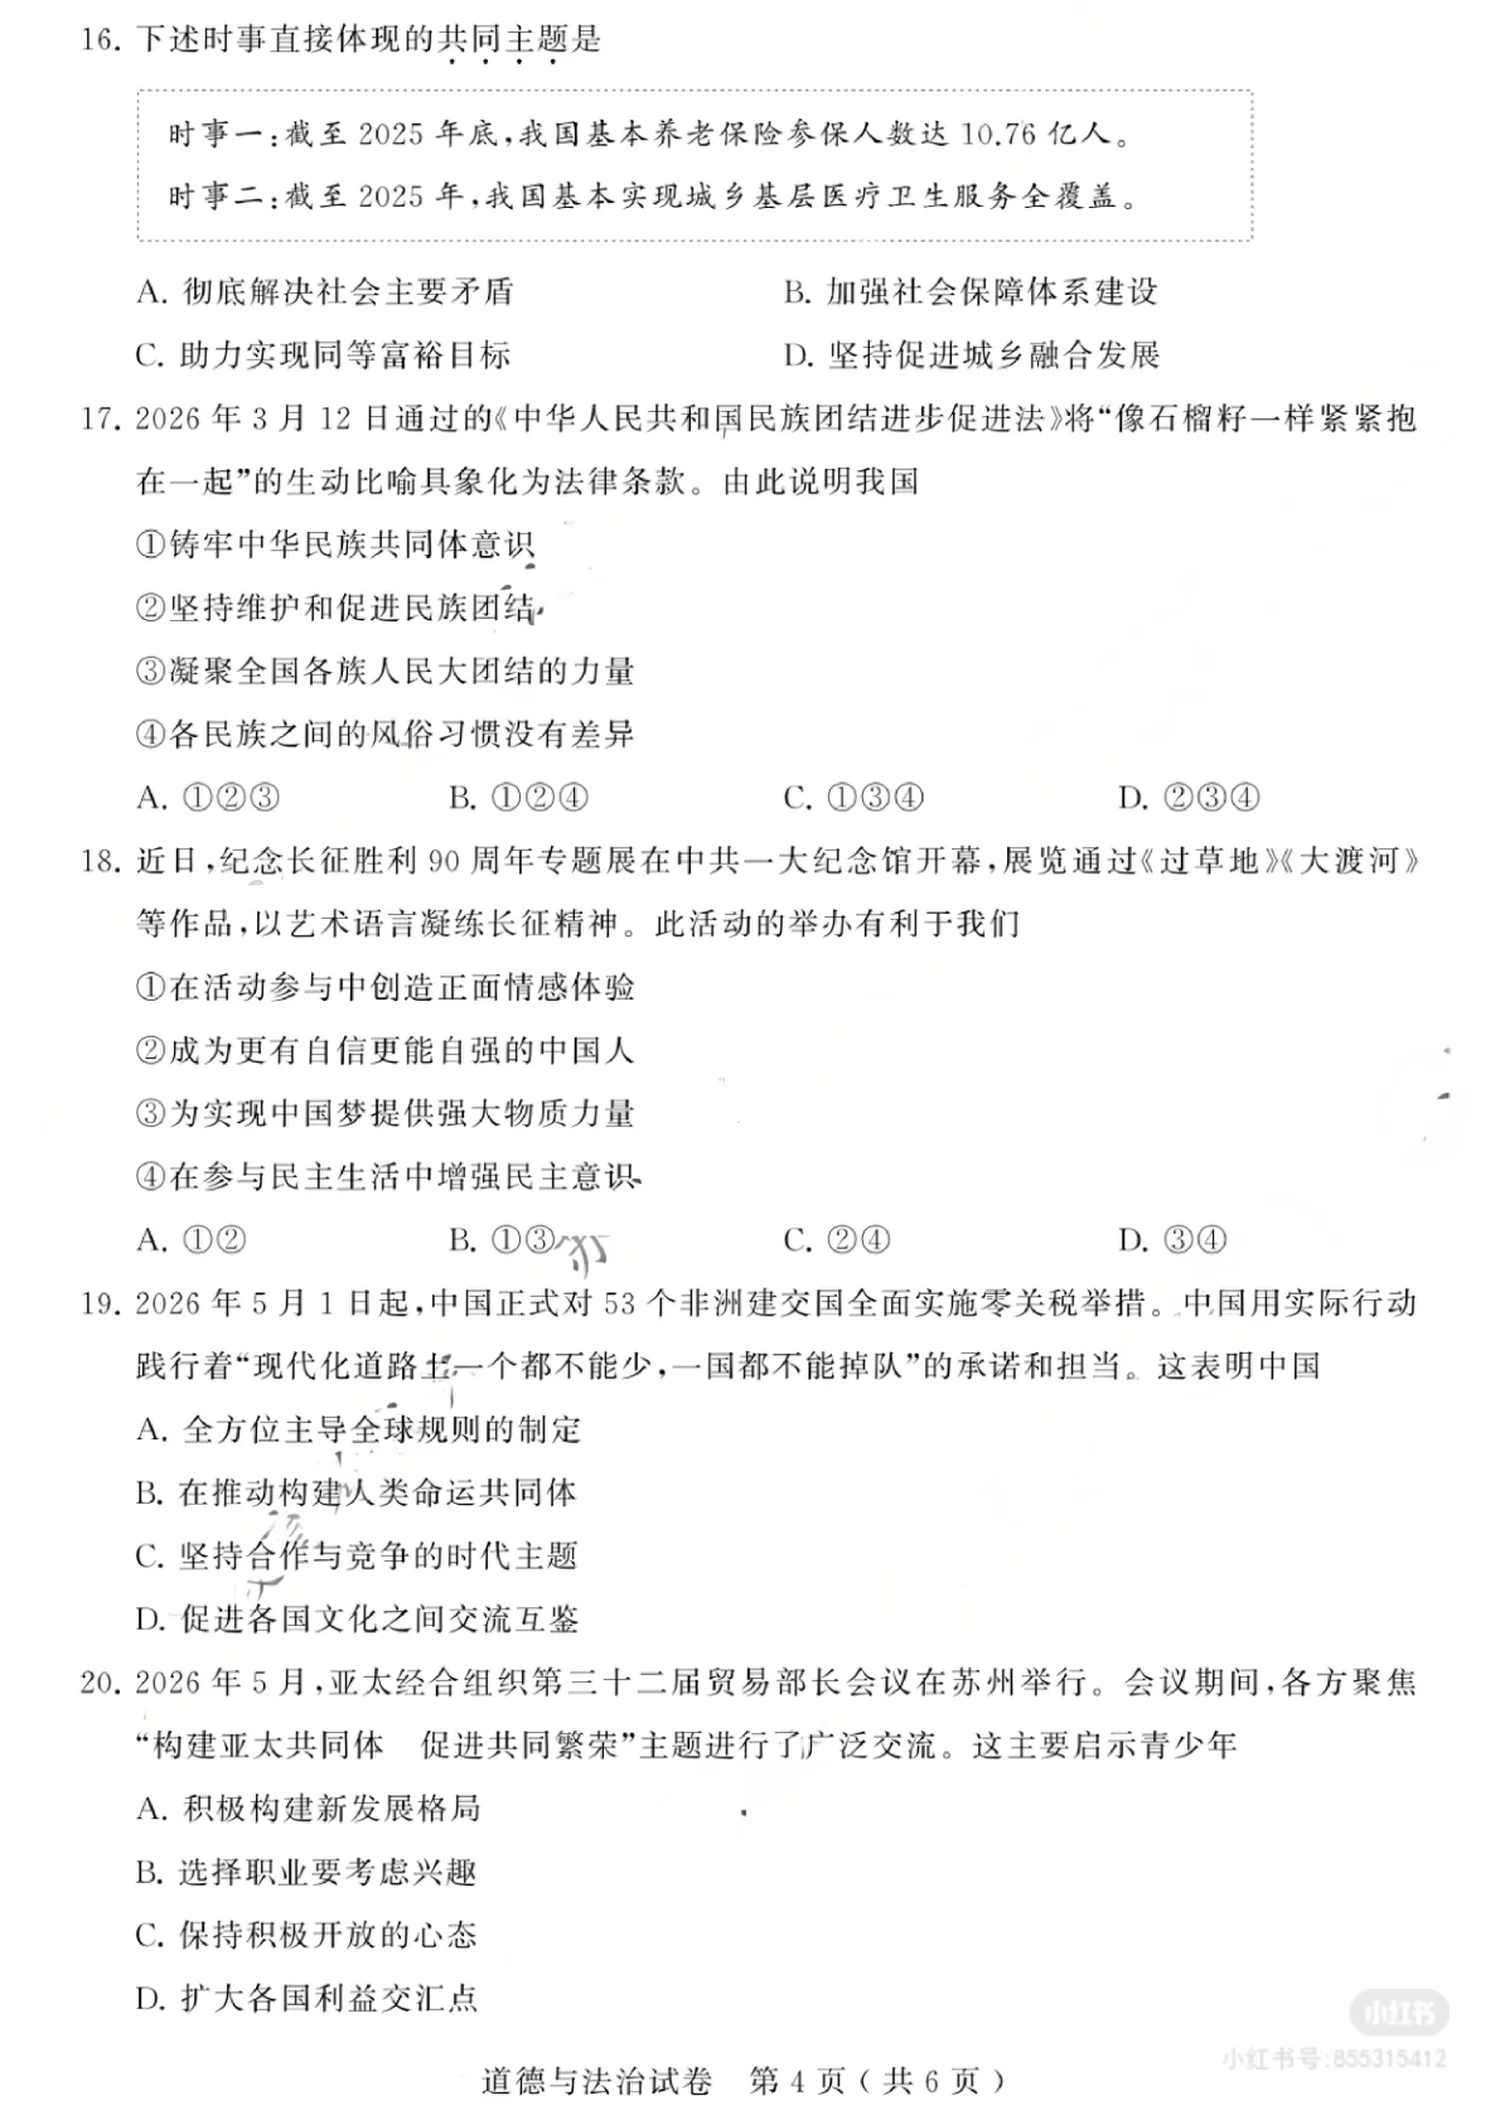 16. 下述时事直接体现的共同主题是
时事一:截至 2025 年底,我国基本养老保险参保人数达 10.76 亿人。
时事二:截至 2025 年,我国基本实现城乡基层医疗卫生服务全覆盖。
A. 彻底解决社会主要矛盾 B. 加强社会保障体系建设
C. 助力实现同等富裕目标 D. 坚持促进城乡融合发展
17. 2026 年 3 月 12 日通过的《中华人民共和国民族团结进步促进法》将“像石榴籽一样紧紧抱
在一起”的生动比喻具象化为法律条款。由此说明我国
①铸牢中华民族共同体意识
②坚持维护和促进民族团结
③凝聚全国各族人民大团结的力量
④各民族之间的风俗习惯没有差异
A. ①②③ B. ①②④ C. ①③④ D. ②③④
18. 近日,纪念长征胜利 90 周年专题展在中共一大纪念馆开幕,展览通过《过草地》《大渡河》
等作品,以艺术语言凝练长征精神。此活动的举办有利于我们
①在活动参与中创造正面情感体验
②成为更有自信更能自强的中国人
③为实现中国梦提供强大物质力量
④在参与民主生活中增强民主意识
A. ①② B. ①③ C. ②④ D. ③④
19. 2026 年 5 月 1 日起,中国正式对 53 个非洲建交国全面实施零关税举措。中国用实际行动
践行着“现代化道路上一个都不能少,一国都不能掉队”的承诺和担当。这表明中国
A. 全方位主导全球规则的制定
B. 在推动构建人类命运共同体
C. 坚持合作与竞争的时代主题
D. 促进各国文化之间交流互鉴
20. 2026 年 5 月,亚太经合组织第三十二届贸易部长会议在苏州举行。会议期间,各方聚焦
“构建亚太共同体 促进共同繁荣”主题进行了广泛交流。这主要启示青少年
A. 积极构建新发展格局
B. 选择职业要考虑兴趣
C. 保持积极开放的心态
D. 扩大各国利益交汇点
小红书
小红书号:855315412
道德与法治试卷 第 4 页( 共 6 页 )